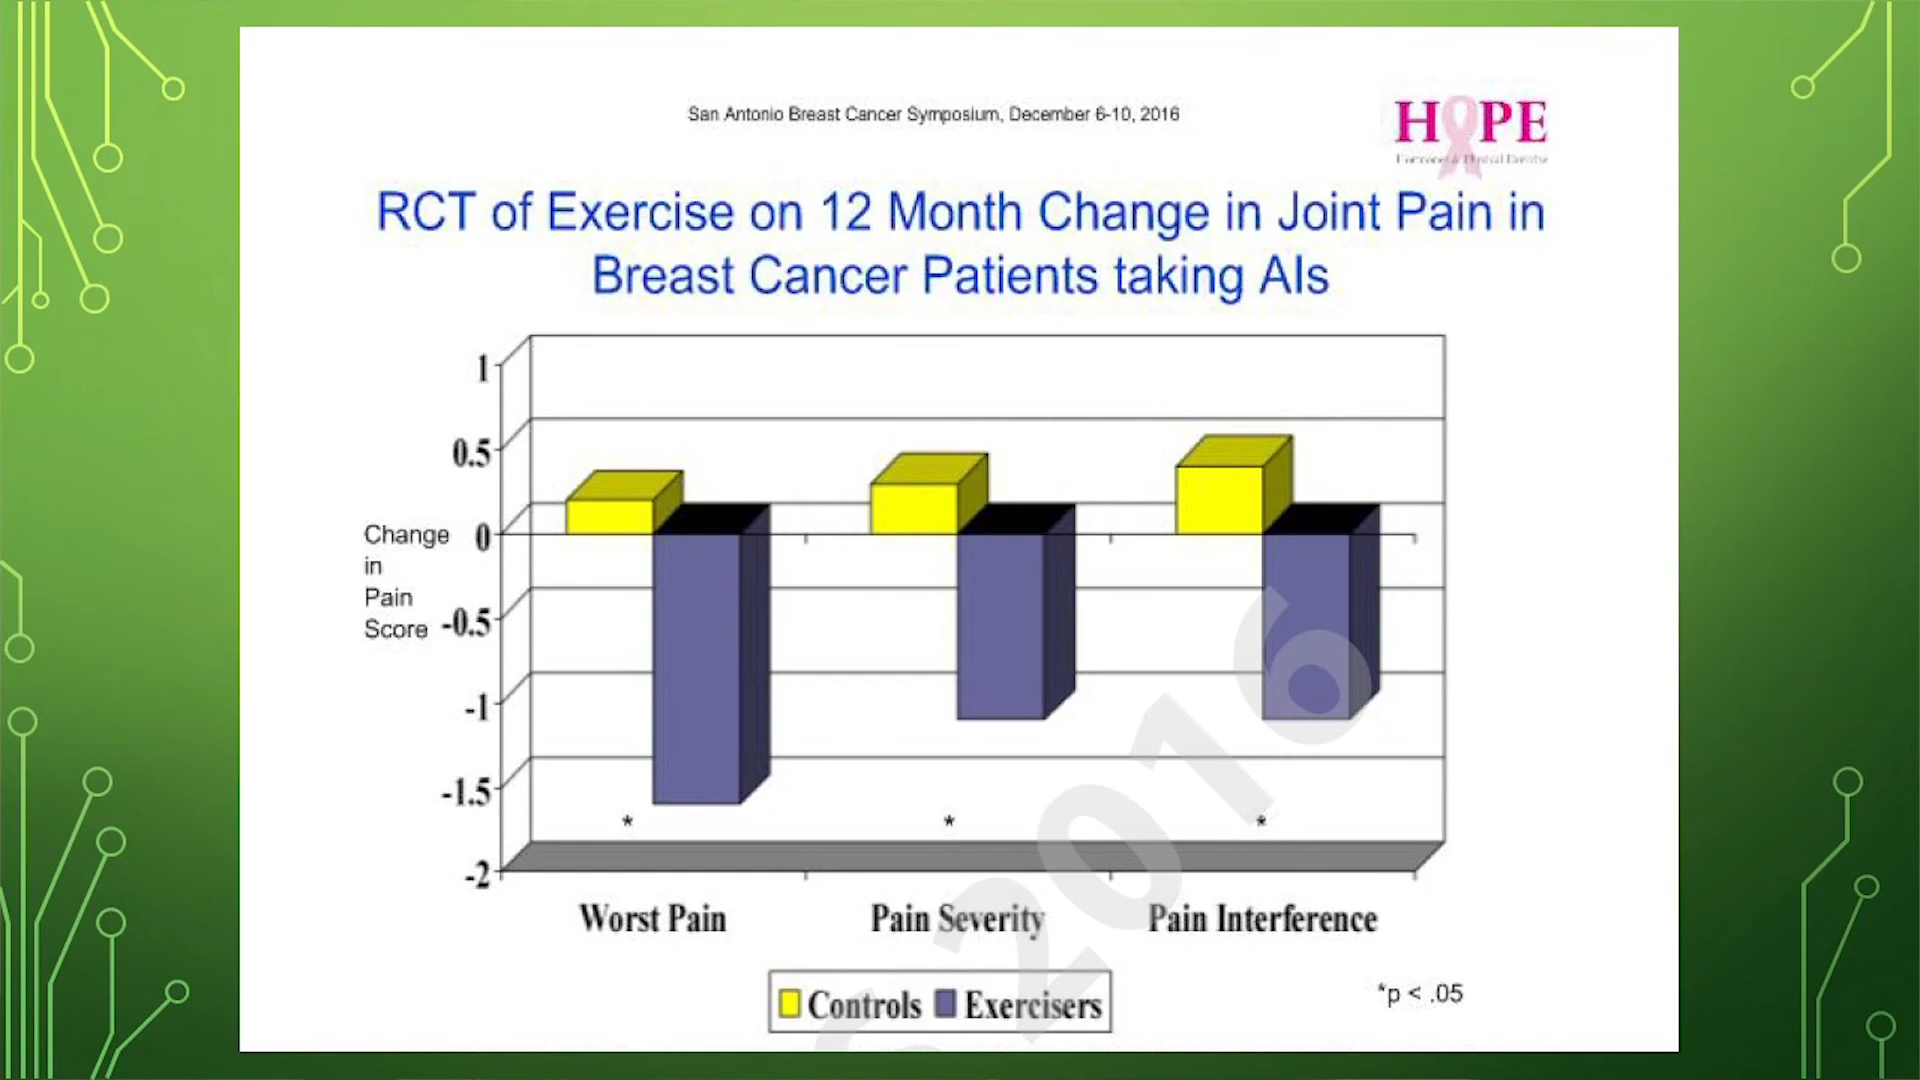 San Antonio Breast Cancer Symposium, December 6-10, 2016
HOPE
RCT of Exercise on 12 Month Change in Joint Pain in
Breast Cancer Patients taking AIs
1
0.5
0
-0.5
-1
-1.5
-2
Change
in
Pain
Score
* * *
Worst Pain Pain Severity Pain Interference
Controls Exercisers
*p < .05
2016